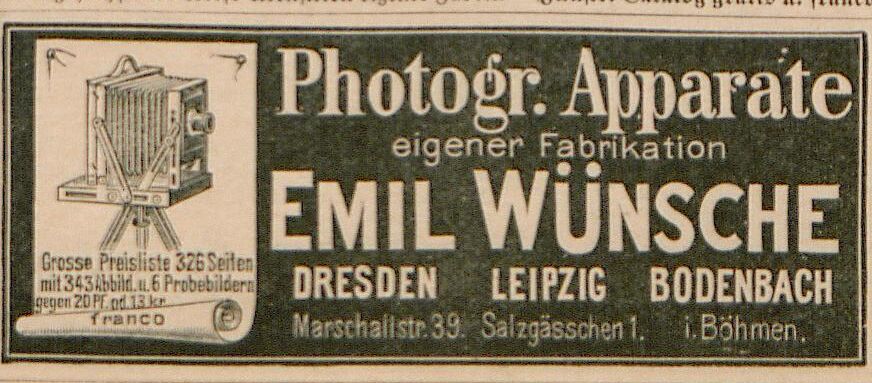 Photogr. Apparate
eigener Fabrikation
EMIL WÜNSCHE
DRESDEN LEIPZIG BODENBACH
Marschallstr. 39. Salzgässchen 1. i. Böhmen.
Grosse Preisliste 326 Seiten
mit 343 Abbild. u. 6 Probebildern
gegen 20 Pf. od. 13 kr.
franco